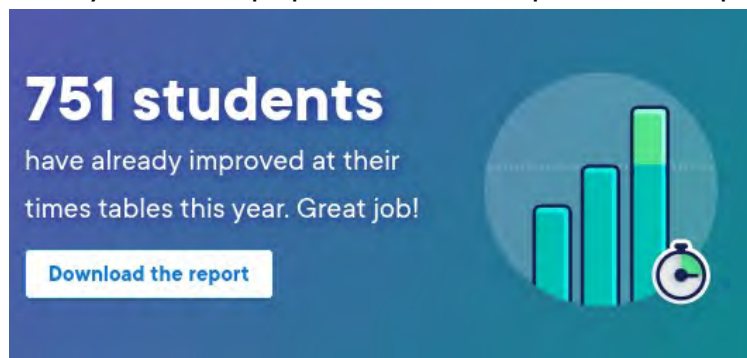 751 students
have already improved at their
times tables this year. Great job!
Download the report